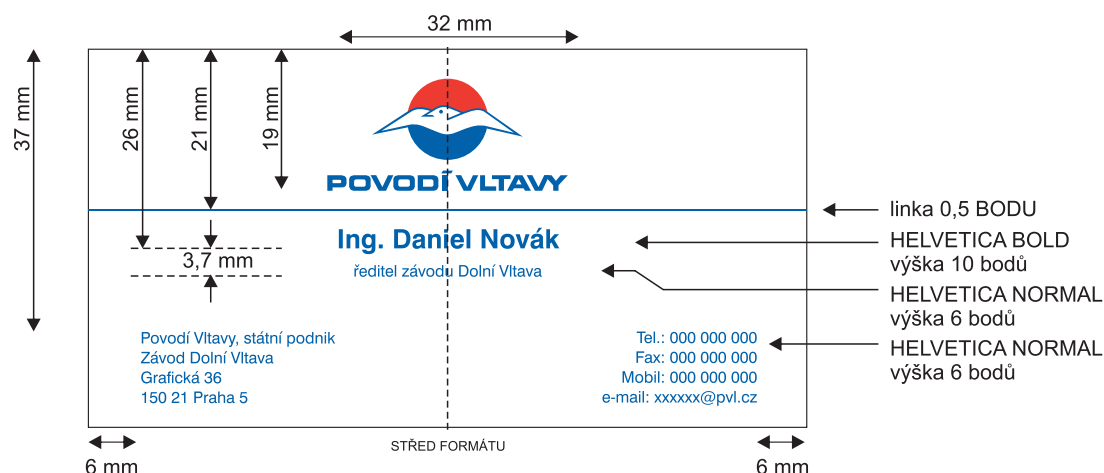 32 mm
37 mm
26 mm
21 mm
19 mm
POVODÍ VLTAVY
linka 0,5 BODU
Ing. Daniel Novák
HELVETICA BOLD
výška 10 bodů
3,7 mm
ředitel závodu Dolní Vltava
HELVETICA NORMAL
výška 6 bodů
Povodí Vltavy, státní podnik
Závod Dolní Vltava
Grafická 36
150 21 Praha 5
Tel.: 000 000 000
Fax: 000 000 000
Mobil: 000 000 000
e-mail: xxxxxx@pvl.cz
HELVETICA NORMAL
výška 6 bodů
STŘED FORMÁTU
6 mm
6 mm